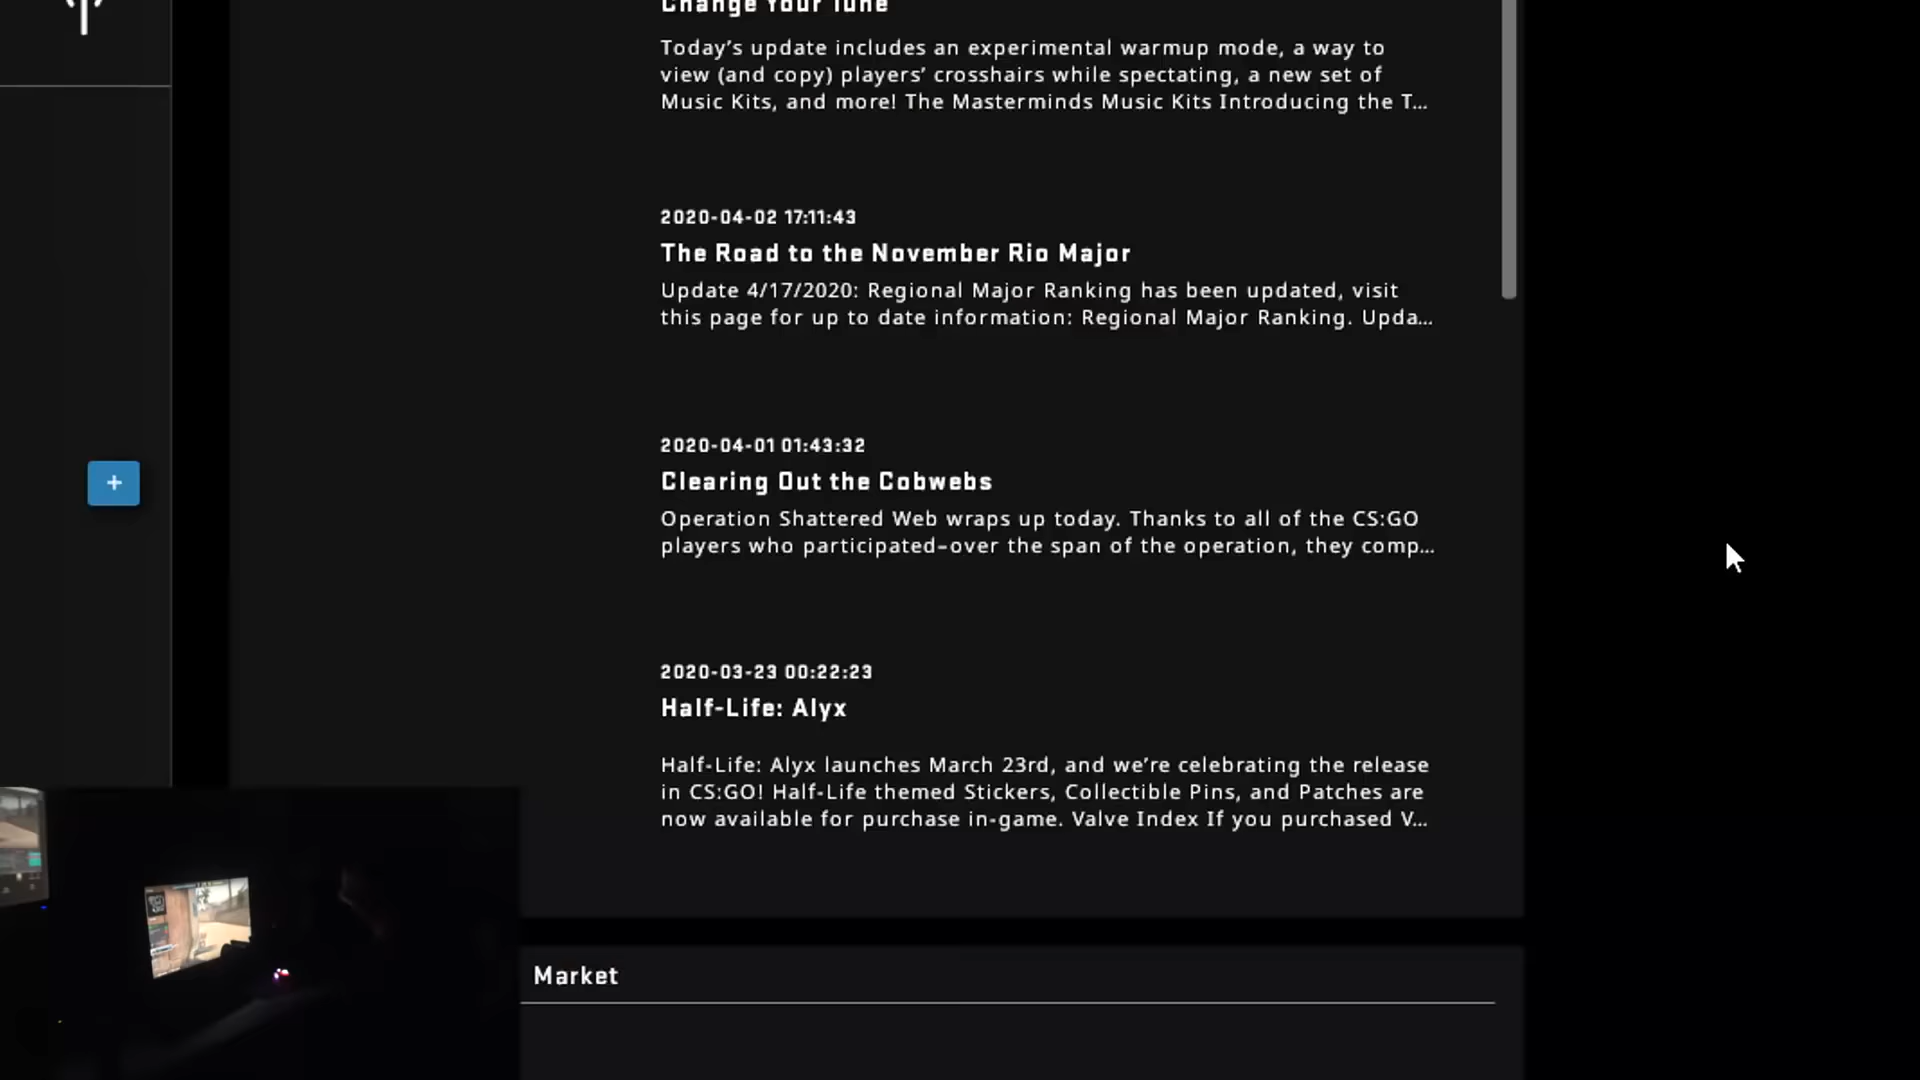 Change Your Tune
Today’s update includes an experimental warmup mode, a way to
view (and copy) players’ crosshairs while spectating, a new set of
Music Kits, and more! The Masterminds Music Kits Introducing the T...
2020-04-02 17:11:43
The Road to the November Rio Major
Update 4/17/2020: Regional Major Ranking has been updated, visit
this page for up to date information: Regional Major Ranking. Upda...
2020-04-01 01:43:32
Clearing Out the Cobwebs
Operation Shattered Web wraps up today. Thanks to all of the CS:GO
players who participated–over the span of the operation, they comp...
+
2020-03-23 00:22:23
Half-Life: Alyx
Half-Life: Alyx launches March 23rd, and we’re celebrating the release
in CS:GO! Half-Life themed Stickers, Collectible Pins, and Patches are
now available for purchase in-game. Valve Index If you purchased V...
Market